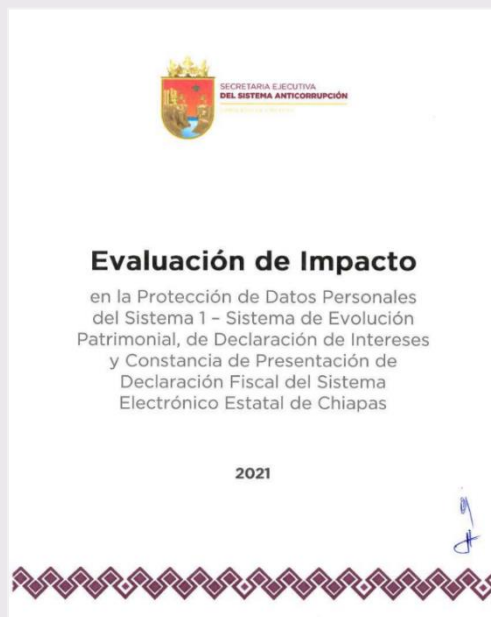 SECRETARIA EJECUTIVA
DEL SISTEMA ANTICORRUPCIÓN
Evaluación de Impacto
en la Protección de Datos Personales
del Sistema 1 – Sistema de Evolución
Patrimonial, de Declaración de Intereses
y Constancia de Presentación de
Declaración Fiscal del Sistema
Electrónico Estatal de Chiapas
2021